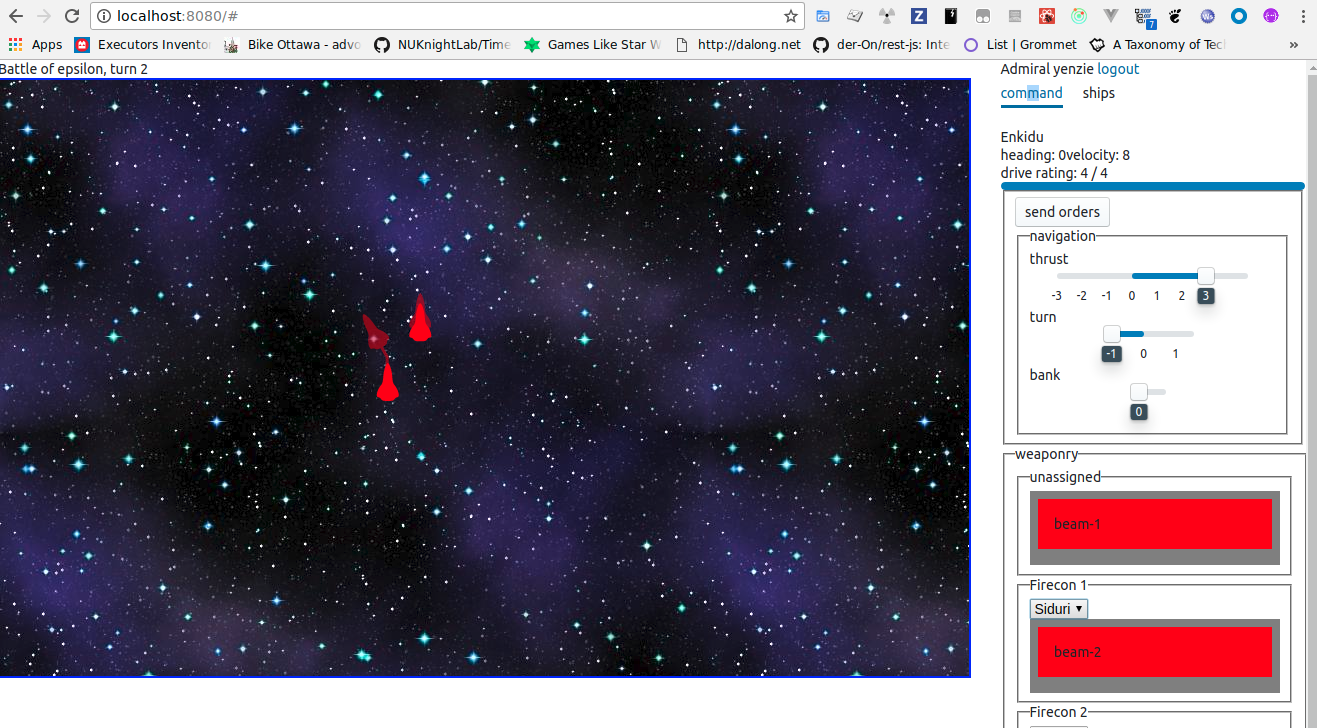 localhost:8080/#
7
Apps Executors Invento Bike Ottawa - advo NUKnightLab/Time Games Like Star W http://dalong.net der-On/rest-js: Inte List | Grommet A Taxonomy of Tec »
Battle of epsilon, turn 2
Admiral yenzie logout
command ships
Enkidu
heading: 0velocity: 8
drive rating: 4 / 4
send orders
navigation
thrust
-3 -2 -1 0 1 2 3
turn
-1 0 1
bank
0
weaponry
unassigned
beam-1
Firecon 1
Siduri
beam-2
Firecon 2